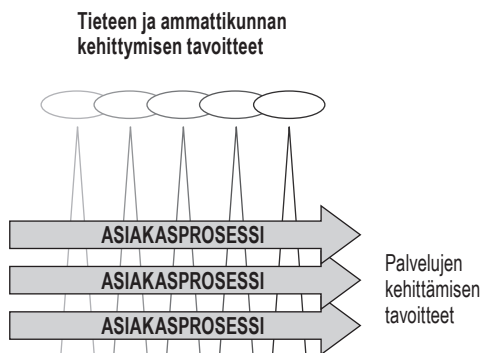 Tieteen ja ammattikunnan
kehittymisen tavoitteet
ASIAKASPROSESSI
ASIAKASPROSESSI
ASIAKASPROSESSI
Palvelujen
kehittämisen
tavoitteet